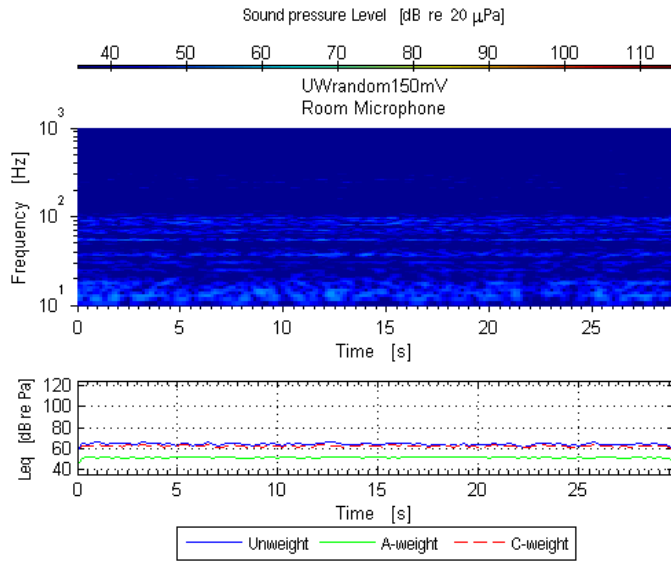 Sound pressure Level [dB re 20 µPa]
40 50 60 70 80 90 100 110
UWrandom150mV
Room Microphone
Frequency [Hz]
10^3
10^2
10^1
0 5 10 15 20 25
Time [s]
Leq [dB re Pa]
120
100
80
60
40
0 5 10 15 20 25
Time [s]
Unweight A-weight C-weight